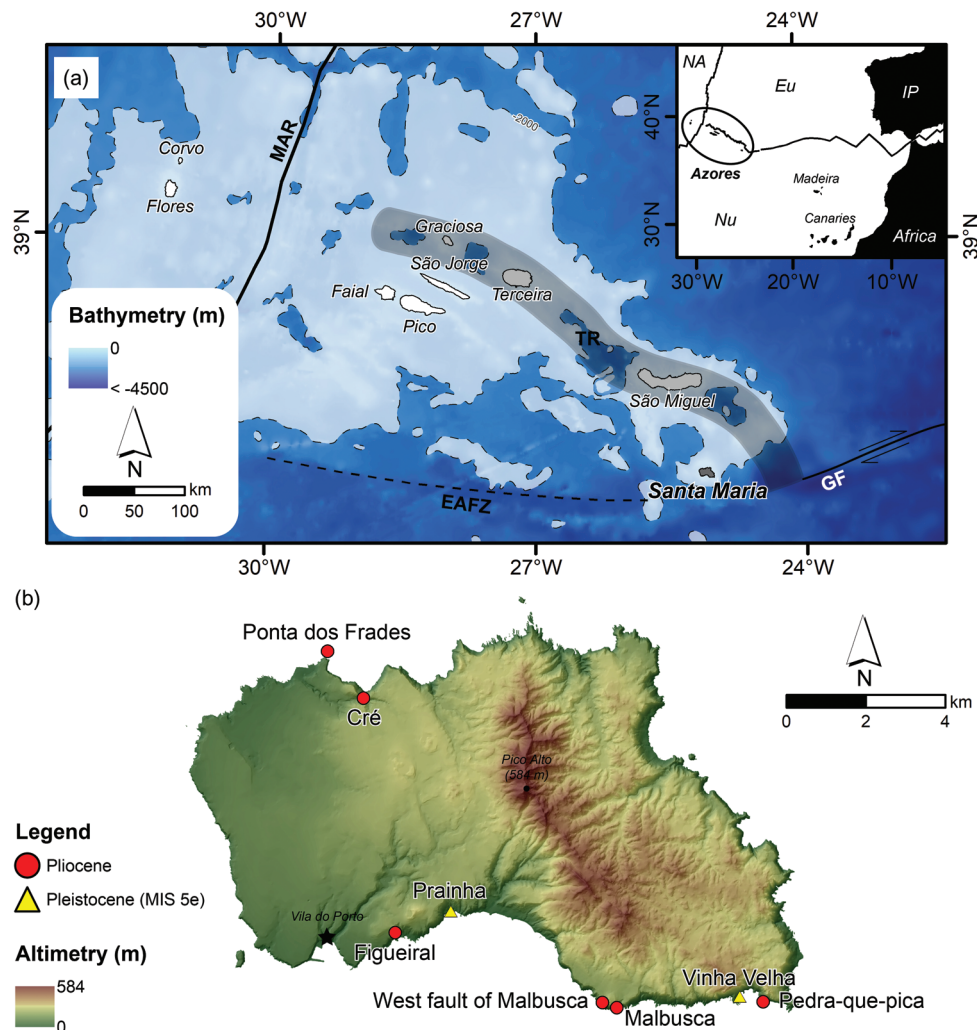 30°W
27°W
24°W
(a)
NA
Eu
IP
40°N
Azores
Madeira
30°N
Nu
Canaries
Africa
30°W
20°W
10°W
-2000
MAR
Corvo
Flores
39°N
39°N
Graciosa
São Jorge
Terceira
Faial
Pico
TR
São Miguel
Santa Maria
GF
EAFZ
Bathymetry (m)
0
< -4500
N
0
50
100
km
30°W
27°W
24°W
(b)
Ponta dos Frades
Cré
N
0
2
4
km
Pico Alto
(584 m)
Legend
Pliocene
Pleistocene (MIS 5e)
Altimetry (m)
584
0
Prainha
Vila do Porto
Figueiral
Vinha Velha
West fault of Malbusca
Malbusca
Pedra-que-pica